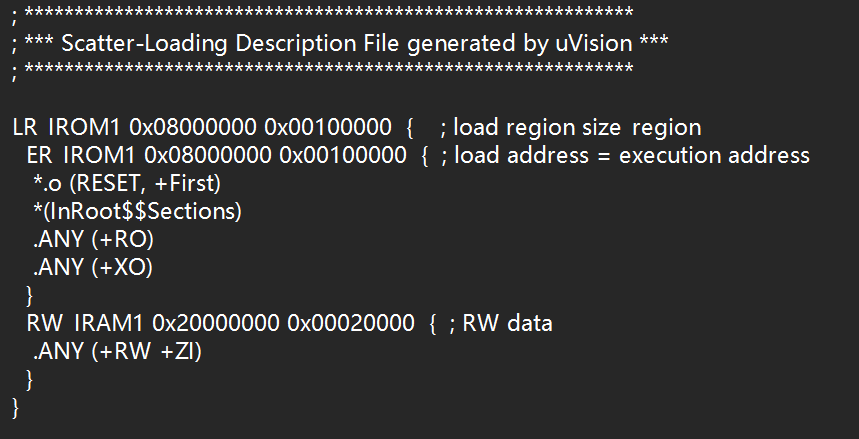 ; *************************************************************
; *** Scatter-Loading Description File generated by uVision ***
; *************************************************************
LR_IROM1 0x08000000 0x00100000 { ; load region size_region
ER_IROM1 0x08000000 0x00100000 { ; load address = execution address
*.o (RESET, +First)
*(InRoot$$Sections)
.ANY (+RO)
.ANY (+XO)
}
RW_IRAM1 0x20000000 0x00020000 { ; RW data
.ANY (+RW +ZI)
}
}